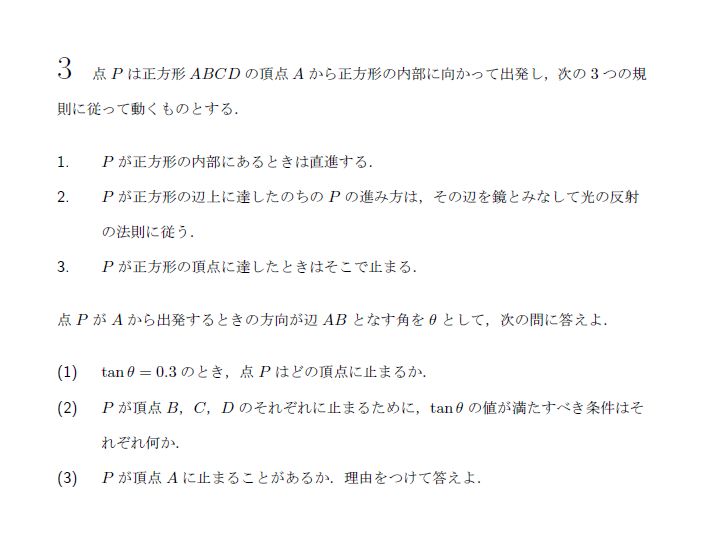 3 点 P は正方形 ABCD の頂点 A から正方形の内部に向かって出発し，次の 3 つの規
則に従って動くものとする．
1. P が正方形の内部にあるときは直進する．
2. P が正方形の辺上に達したのちの P の進み方は，その辺を鏡とみなして光の反射
の法則に従う．
3. P が正方形の頂点に達したときはそこで止まる．
点 P が A から出発するときの方向が辺 AB となす角を θ として，次の問に答えよ．
(1) tan θ = 0.3 のとき，点 P はどの頂点に止まるか．
(2) P が頂点 B，C，D のそれぞれに止まるために，tan θ の値が満たすべき条件はそ
れぞれ何か．
(3) P が頂点 A に止まることがあるか．理由をつけて答えよ．